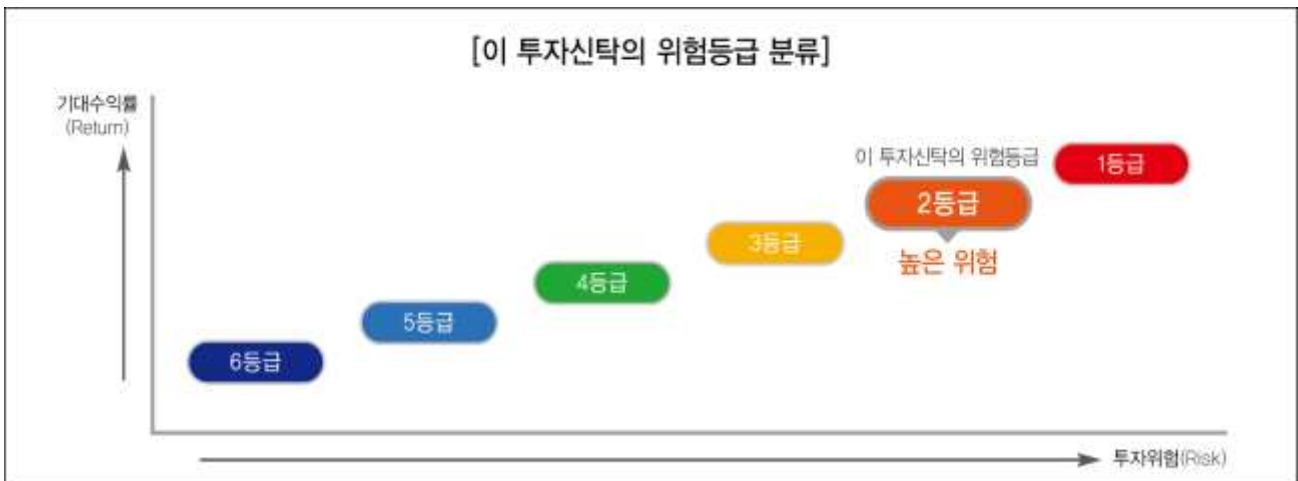 [이 투자신탁의 위험등급 분류]
기대수익률
(Return)
이 투자신탁의 위험등급
1등급
2등급
높은 위험
3등급
4등급
5등급
6등급
투자위험(Risk)